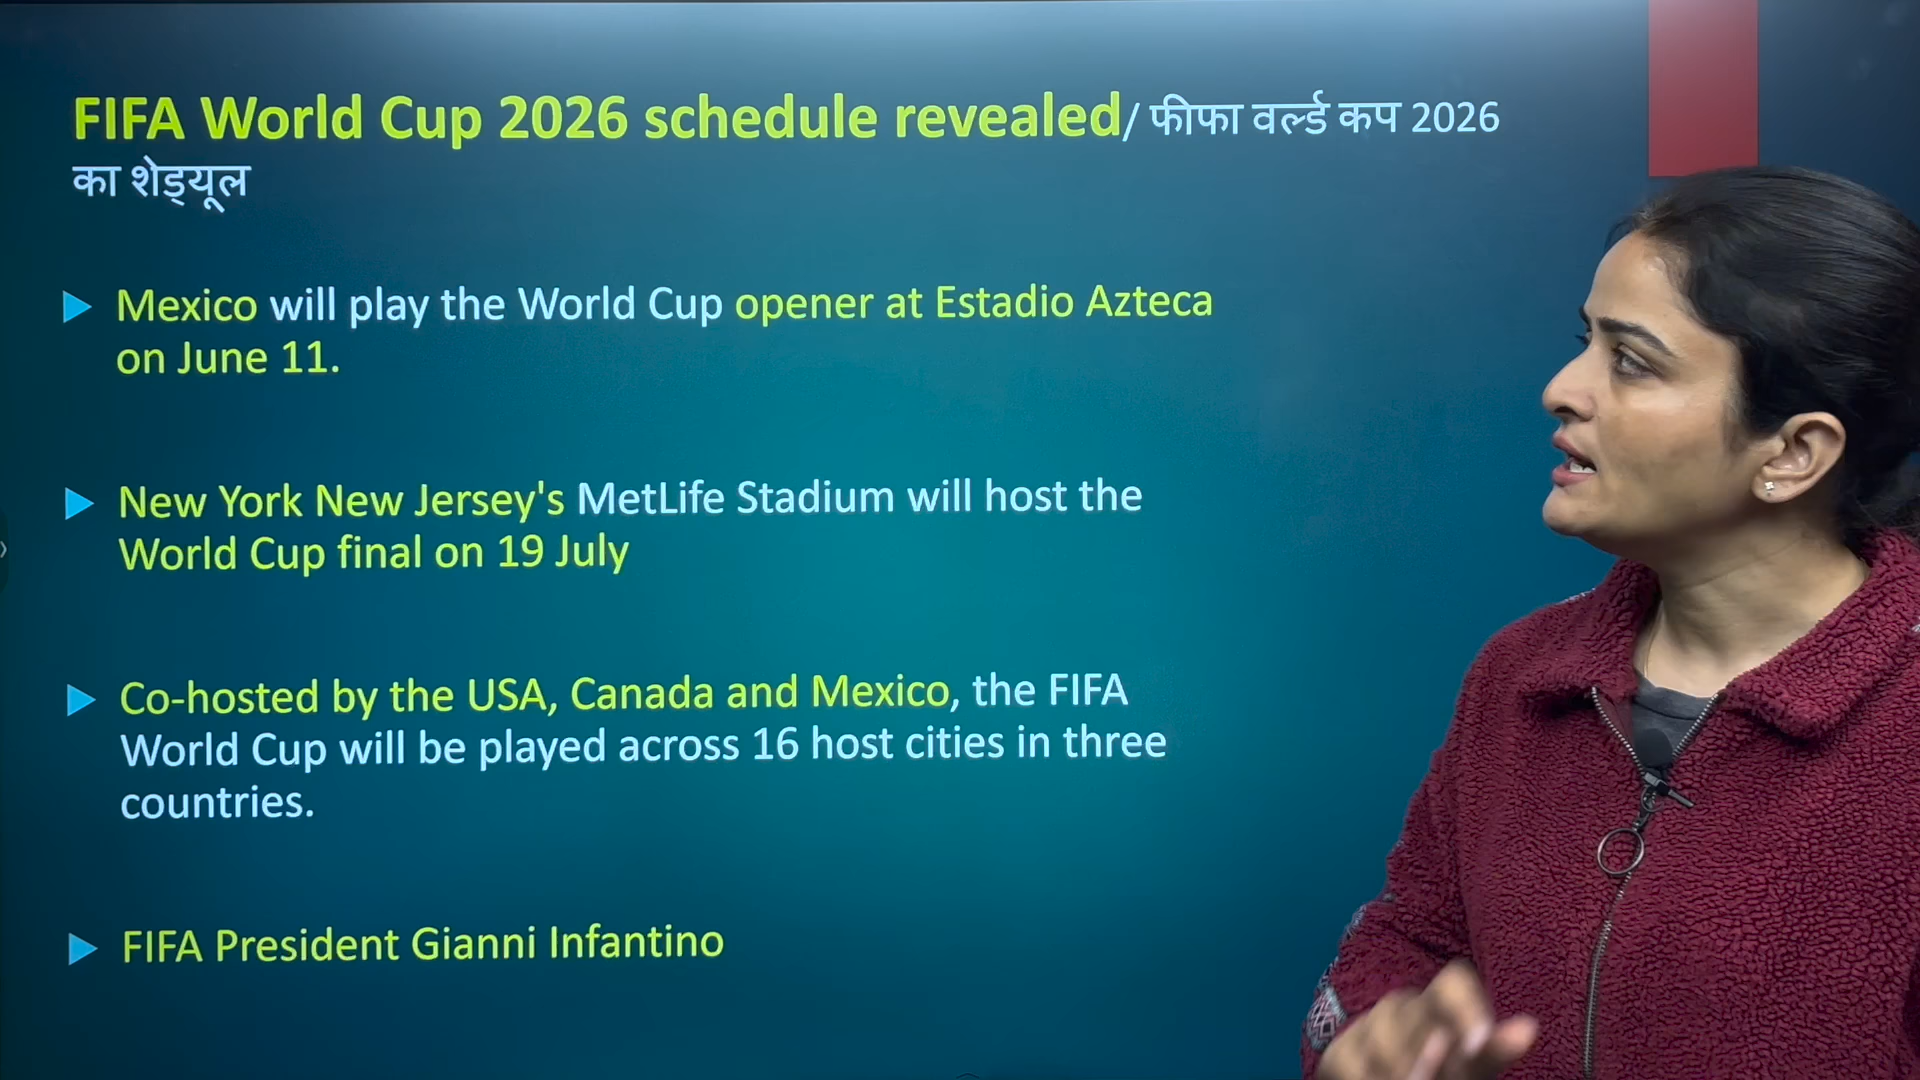 FIFA World Cup 2026 schedule revealed/ फीफा वर्ल्ड कप 2026
का शेड्यूल
Mexico will play the World Cup opener at Estadio Azteca
on June 11.
New York New Jersey's MetLife Stadium will host the
World Cup final on 19 July
Co-hosted by the USA, Canada and Mexico, the FIFA
World Cup will be played across 16 host cities in three
countries.
FIFA President Gianni Infantino